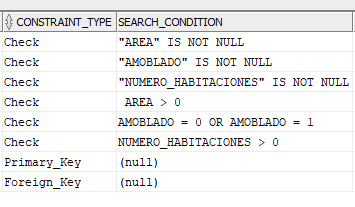 CONSTRAINT_TYPE SEARCH_CONDITION
Check "AREA" IS NOT NULL
Check "AMOBLADO" IS NOT NULL
Check "NUMERO_HABITACIONES" IS NOT NULL
Check AREA > 0
Check AMOBLADO = 0 OR AMOBLADO = 1
Check NUMERO_HABITACIONES > 0
Primary_Key (null)
Foreign_Key (null)